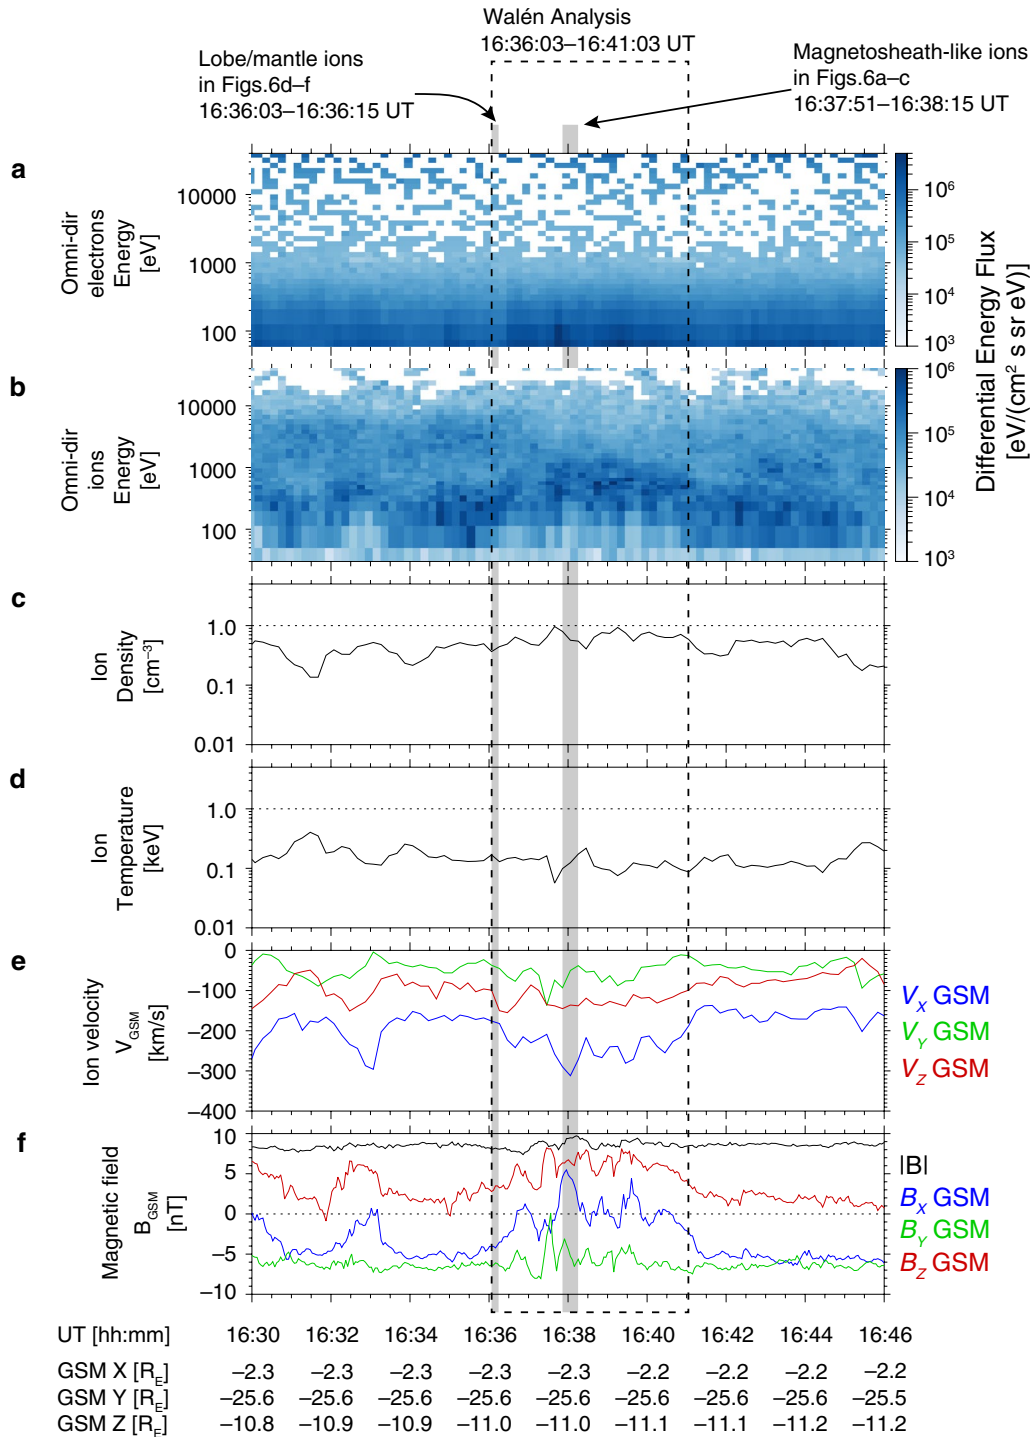 Walén Analysis
16:36:03–16:41:03 UT
Lobe/mantle ions
in Figs.6d–f
16:36:03–16:36:15 UT
Magnetosheath-like ions
in Figs.6a–c
16:37:51–16:38:15 UT
a
Omni-dir
electrons
Energy
[eV]
10000
1000
100
10⁶
10⁵
10⁴
10³
b
Omni-dir
ions
Energy
[eV]
10000
1000
100
10⁶
10⁵
10⁴
10³
Differential Energy Flux
[eV/(cm² s sr eV)]
c
Ion
Density
[cm⁻³]
1.0
0.1
0.01
d
Ion
Temperature
[keV]
1.0
0.1
0.01
e
Ion velocity
V_GSM
[km/s]
0
−100
−200
−300
−400
V_X GSM
V_Y GSM
V_Z GSM
f
Magnetic field
B_GSM
[nT]
10
5
0
−5
−10
|B|
B_X GSM
B_Y GSM
B_Z GSM
UT [hh:mm] 16:30 16:32 16:34 16:36 16:38 16:40 16:42 16:44 16:46
GSM X [R_E] −2.3 −2.3 −2.3 −2.3 −2.3 −2.2 −2.2 −2.2 −2.2
GSM Y [R_E] −25.6 −25.6 −25.6 −25.6 −25.6 −25.6 −25.6 −25.6 −25.5
GSM Z [R_E] −10.8 −10.9 −10.9 −11.0 −11.0 −11.1 −11.1 −11.2 −11.2